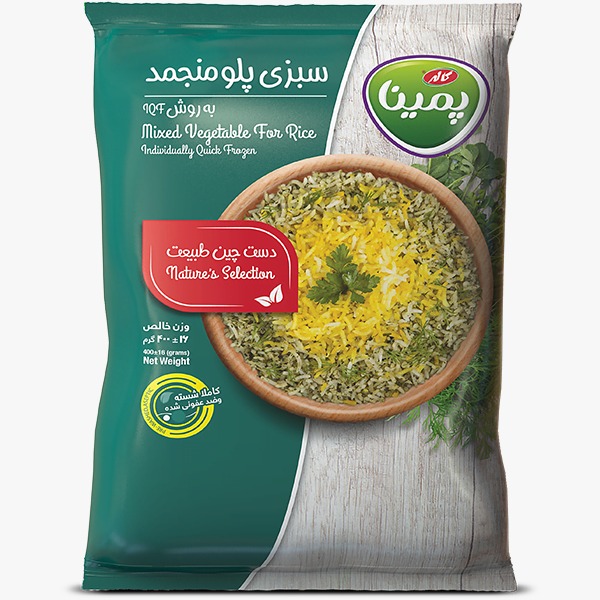 سبزی پلو منجمد
به روش IQF
Mixed Vegetable For Rice
Individually Quick Frozen
کاله
پمینا
دست چین طبیعت
Nature's Selection
وزن خالص
۴۰۰±۱۶ گرم
400±16 (grams)
Net Weight
کاملا شسته
وضد عفونی شده